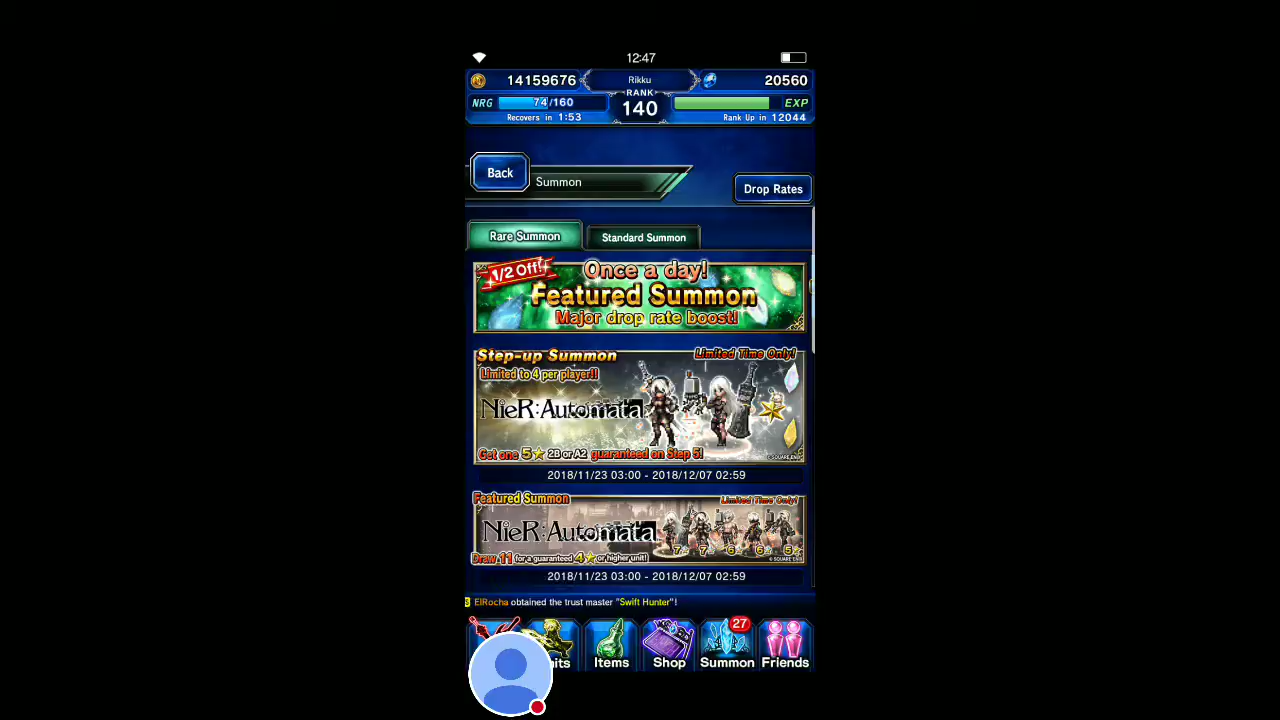 12:47
14159676 Rikku 20560
NRG 74/160 RANK 140 EXP
Recovers in 1:53 Rank Up in 12044
Back
Summon
Drop Rates
Rare Summon Standard Summon
1/2 Off!
Once a day!
Featured Summon
Major drop rate boost!
Step-up Summon Limited Time Only!
Limited to 4 per player!!
NieR:Automata
Get one 5★ 2B or A2 guaranteed on Step 5!
2018/11/23 03:00 - 2018/12/07 02:59
Featured Summon Limited Time Only!
NieR:Automata
7 7 6 6 5
Draw 11 for a guaranteed 4★ or higher unit!
2018/11/23 03:00 - 2018/12/07 02:59
ElRocha obtained the trust master "Swift Hunter"!
27
Items Shop Summon Friends